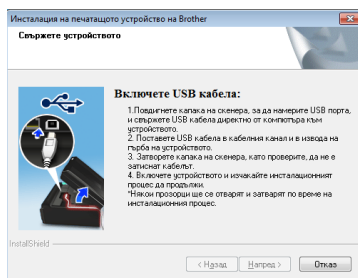 Инсталация на печатащото устройство на Brother
Свържете устройството
Включете USB кабела:
1.Повдигнете капака на скенера, за да намерите USB порта,
и свържете USB кабела директно от компютъра към
устройството.
2. Поставете USB кабела в кабелния канал и в извода на
гърба на устройството.
3. Затворете капака на скенера, като проверите, да не е
затиснат кабелът.
4. Включете устройството и изчакайте инсталационният
процес да продължи.
*Някои прозорци ще се отварят и затварят по време на
инсталационния процес.
InstallShield
< Назад
Напред >
Отказ